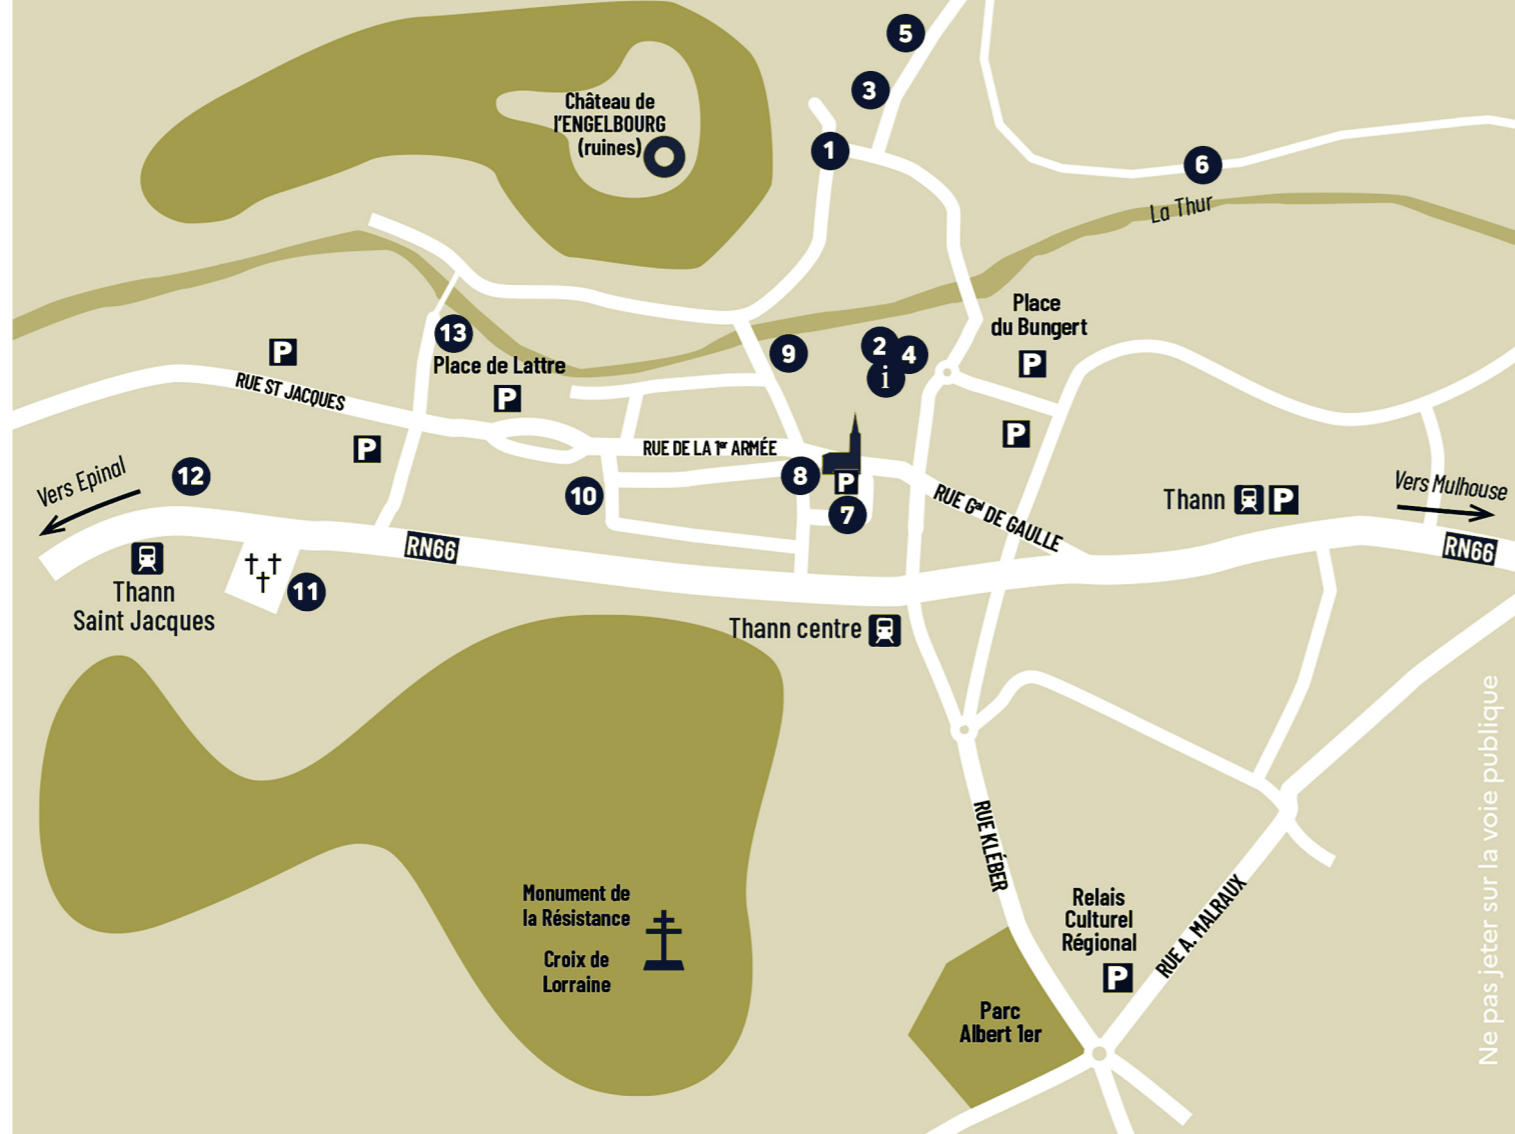 5
3
Château de
l'ENGELBOURG
(ruines)
1
6
La Thur
Place
du Bungert
P
13
Place de Lattre
P
P
RUE ST JACQUES
9
2
4
i
P
P
RUE DE LA 1er ARMÉE
8
P
7
10
12
Vers Epinal
RUE Gal DE GAULLE
Thann
P
Vers Mulhouse
RN66
RN66
Thann
Saint Jacques
11
Thann centre
RUE KLÉBER
Monument de
la Résistance
Croix de
Lorraine
Relais
Culturel
Régional
P
RUE A. MALRAUX
Parc
Albert 1er
Ne pas jeter sur la voie publique